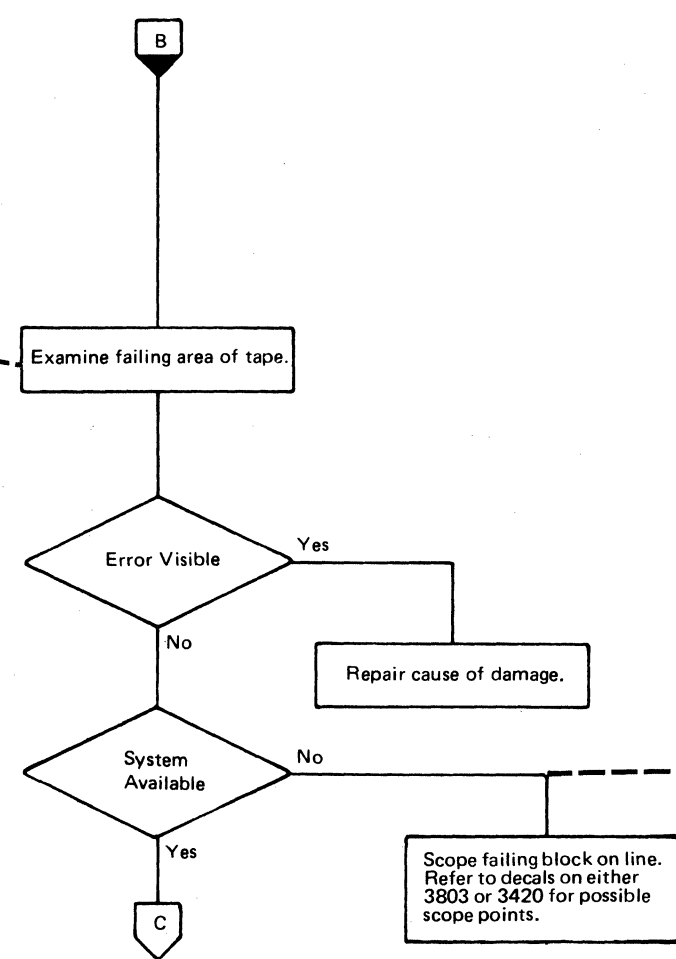 B
Examine failing area of tape.
Error Visible
Yes
No
Repair cause of damage.
System
Available
No
Yes
Scope failing block on line.
Refer to decals on either
3803 or 3420 for possible
scope points.
C